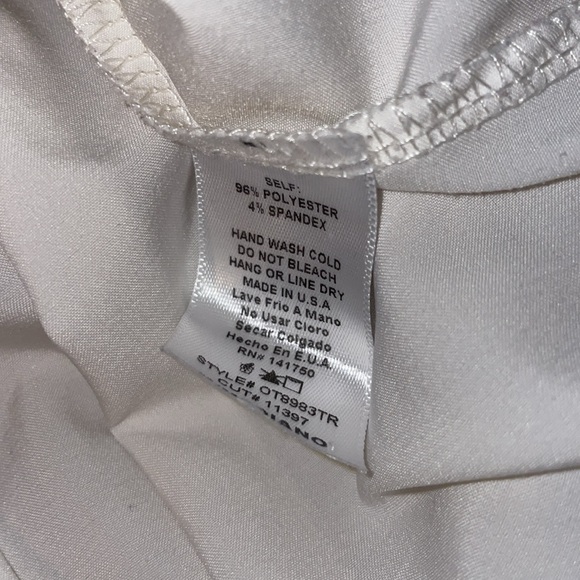 SELF:
96% POLYESTER
4% SPANDEX
HAND WASH COLD
DO NOT BLEACH
HANG OR LINE DRY
MADE IN U.S.A
Lave Frio A Mano
No Usar Cloro
Secar Colgado
Hecho En E.U.A.
RN# 141750
STYLE# OT8983TR
CUT# 11397